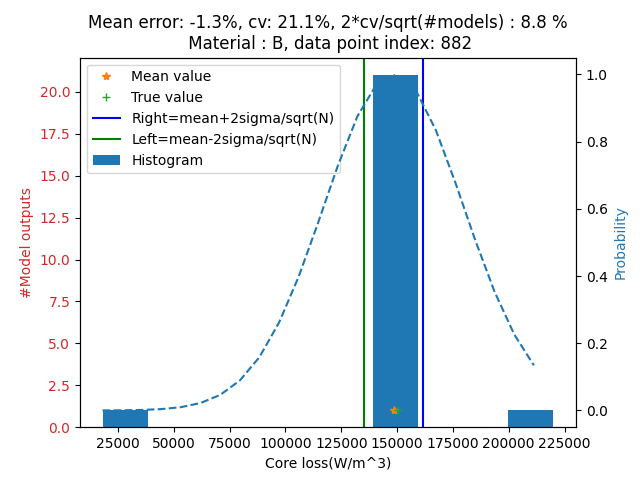 Mean error: -1.3%, cv: 21.1%, 2*cv/sqrt(#models) : 8.8 %
Material : B, data point index: 882
Mean value
True value
Right=mean+2sigma/sqrt(N)
Left=mean-2sigma/sqrt(N)
Histogram
#Model outputs
20.0
17.5
15.0
12.5
10.0
7.5
5.0
2.5
0.0
1.0
0.8
0.6
0.4
0.2
0.0
Probability
25000 50000 75000 100000 125000 150000 175000 200000 225000
Core loss(W/m^3)